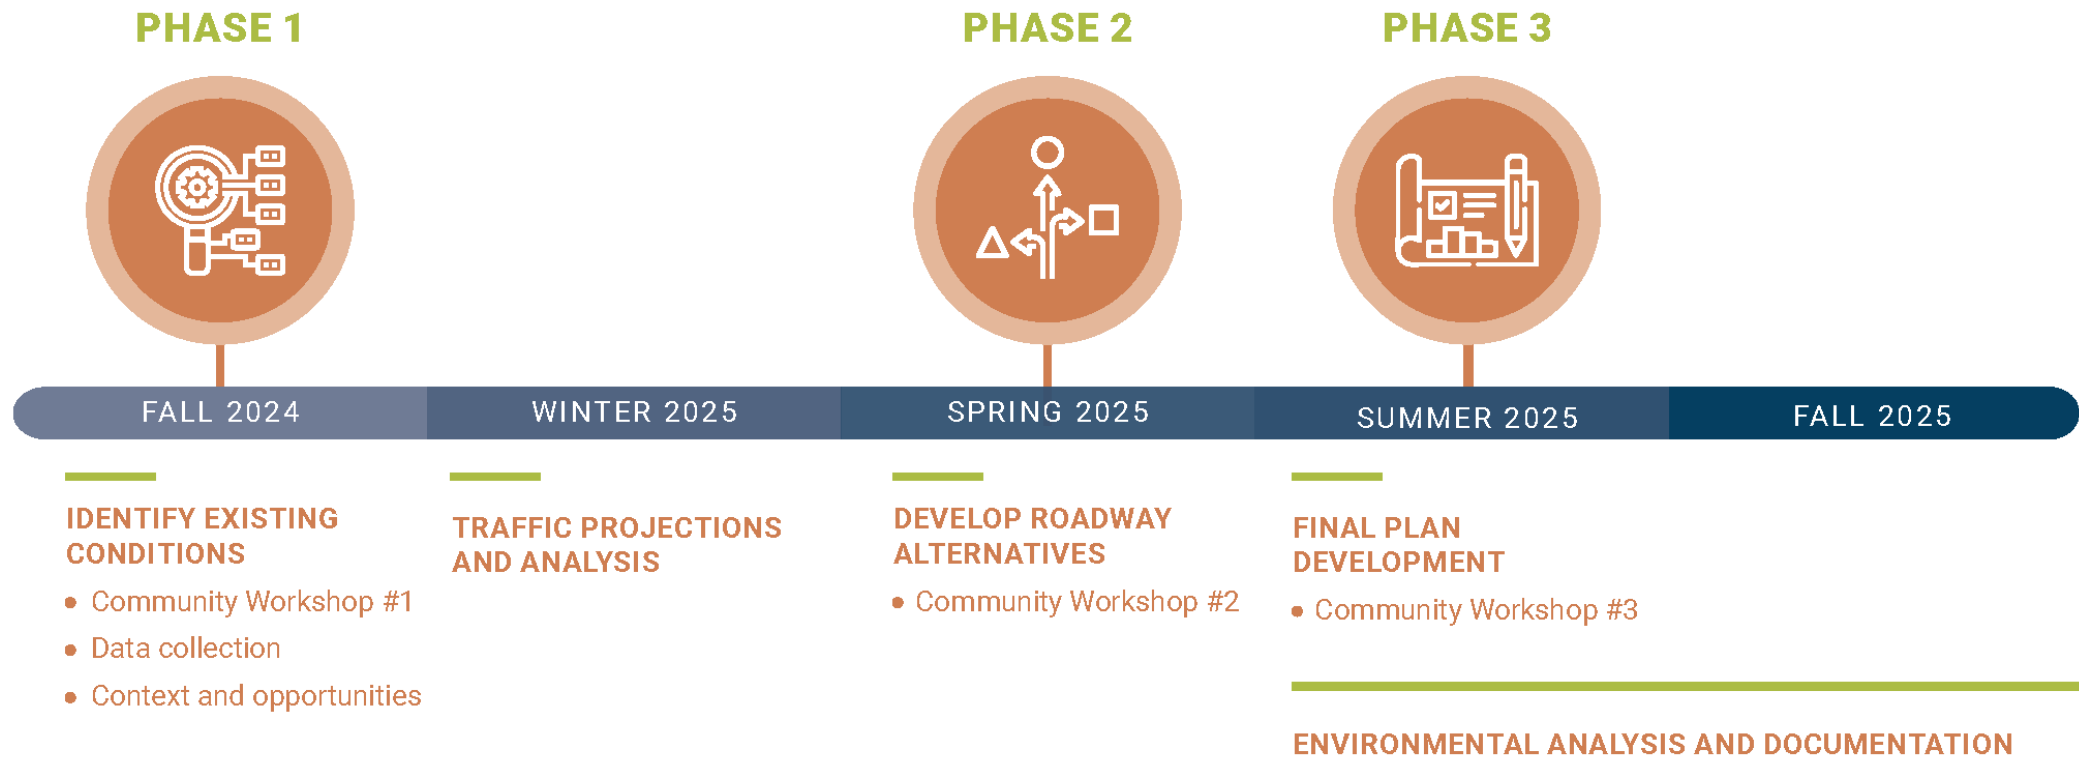 PHASE 1
PHASE 2
PHASE 3
FALL 2024
WINTER 2025
SPRING 2025
SUMMER 2025
FALL 2025
IDENTIFY EXISTING
CONDITIONS
• Community Workshop #1
• Data collection
• Context and opportunities
TRAFFIC PROJECTIONS
AND ANALYSIS
DEVELOP ROADWAY
ALTERNATIVES
• Community Workshop #2
FINAL PLAN
DEVELOPMENT
• Community Workshop #3
ENVIRONMENTAL ANALYSIS AND DOCUMENTATION